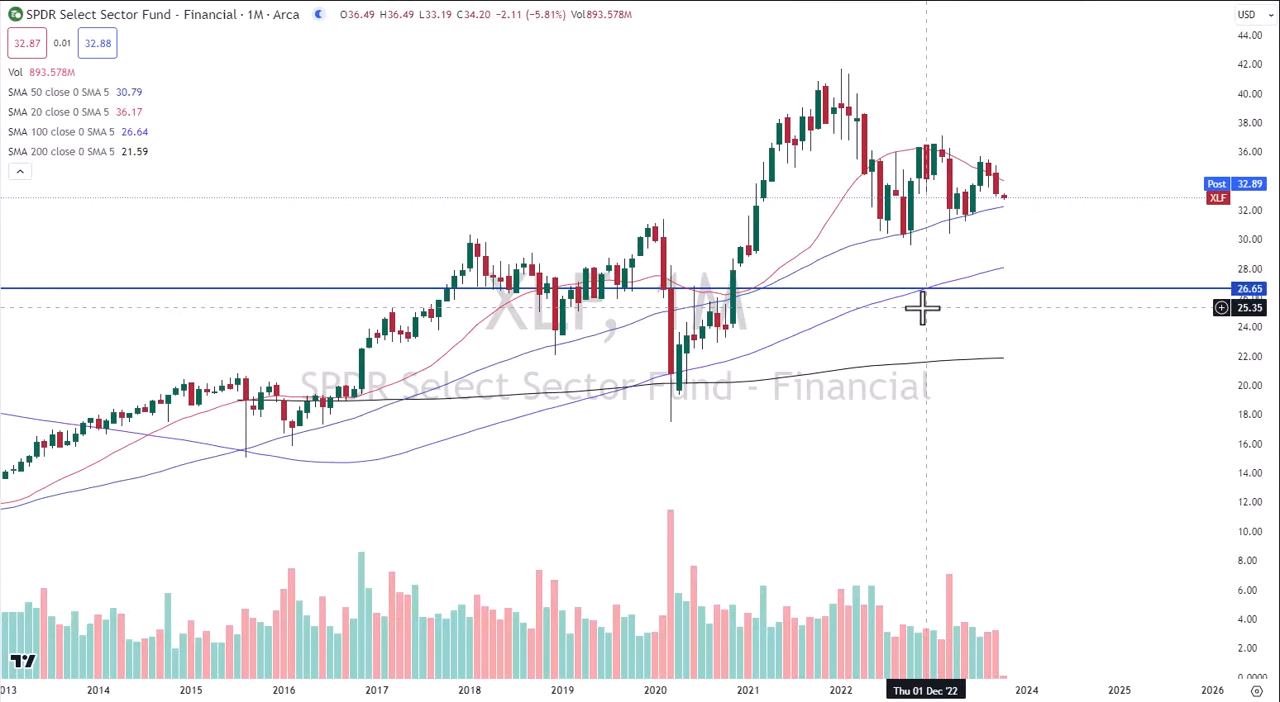 SPDR Select Sector Fund - Financial · 1M · Arca O36.49 H36.49 L33.19 C34.20 -2.11 (-5.81%) Vol893.578M
32.87 0.01 32.88
Vol 893.578M
SMA 50 close 0 SMA 5 30.79
SMA 20 close 0 SMA 5 36.17
SMA 100 close 0 SMA 5 26.64
SMA 200 close 0 SMA 5 21.59
USD
44.00
42.00
40.00
38.00
36.00
Post 32.89
XLF
32.00
30.00
28.00
26.65
25.35
24.00
22.00
20.00
18.00
16.00
14.00
12.00
10.00
8.00
6.00
4.00
2.00
0.0000
XLF, 1M
SPDR Select Sector Fund - Financial
013 2014 2015 2016 2017 2018 2019 2020 2021 2022 Thu 01 Dec '22 2024 2025 2026